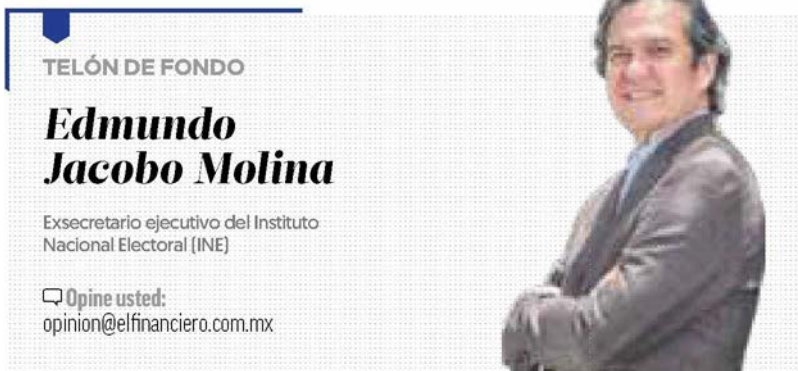 TELÓN DE FONDO
Edmundo
Jacobo Molina
Exsecretario ejecutivo del Instituto
Nacional Electoral (INE)
Opine usted:
opinion@elfinanciero.com.mx